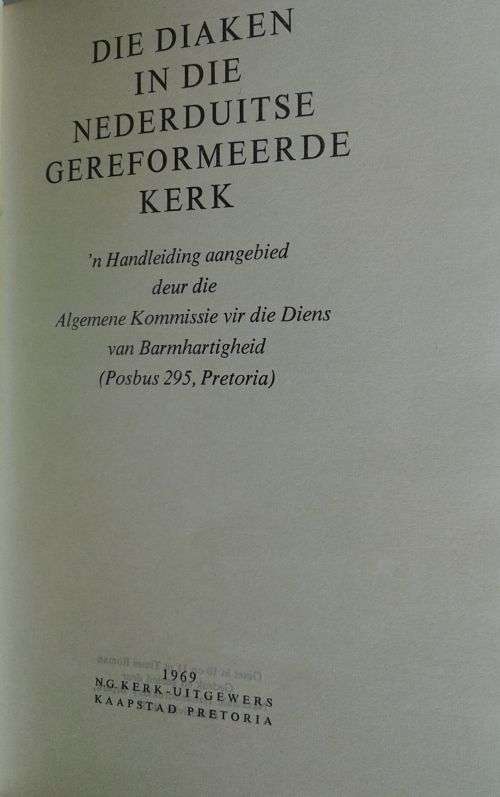 DIE DIAKEN
IN DIE
NEDERDUITSE
GEREFORMEERDE
KERK
'n Handleiding aangebied
deur die
Algemene Kommissie vir die Diens
van Barmhartigheid
(Posbus 295, Pretoria)
1969
N.G. KERK-UITGEWERS
KAAPSTAD PRETORIA